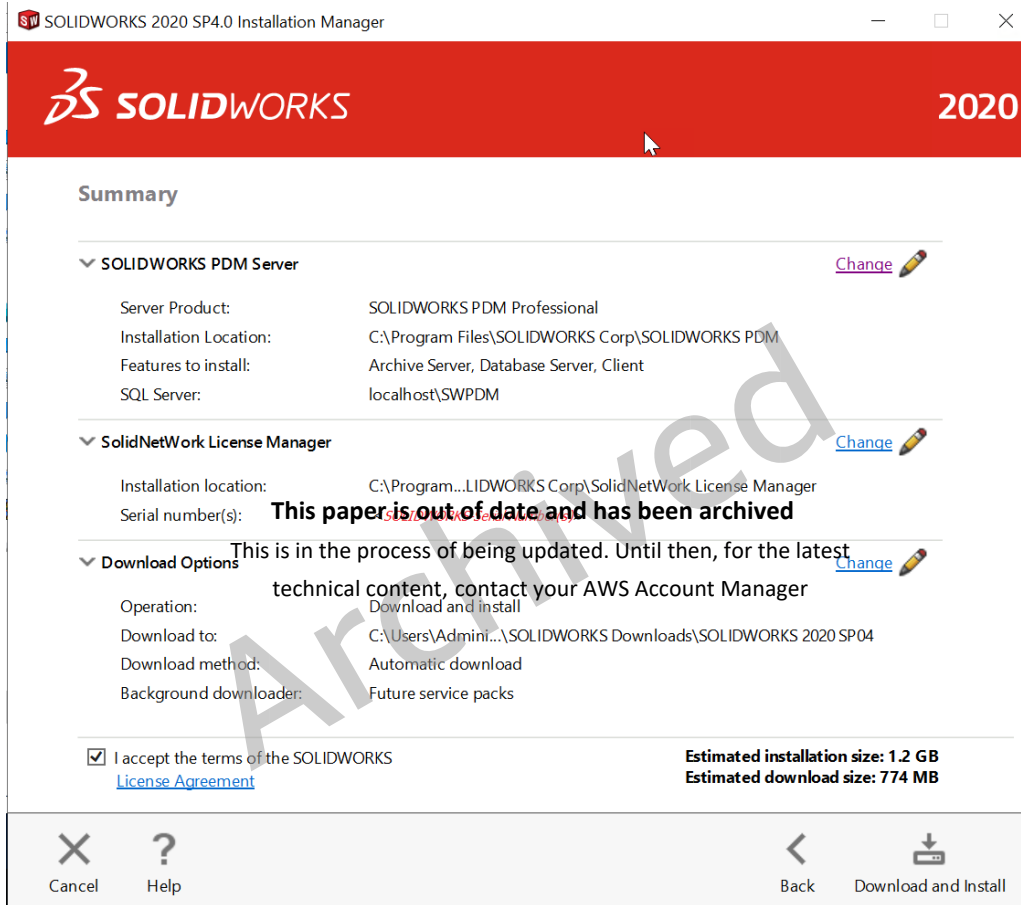 SOLIDWORKS 2020 SP4.0 Installation Manager
SOLIDWORKS 2020
Summary
SOLIDWORKS PDM Server Change
Server Product: SOLIDWORKS PDM Professional
Installation Location: C:\Program Files\SOLIDWORKS Corp\SOLIDWORKS PDM
Features to install: Archive Server, Database Server, Client
SQL Server: localhost\SWPDM
SolidNetWork License Manager Change
Installation location: C:\Program...LIDWORKS Corp\SolidNetWork License Manager
Serial number(s): <SOLIDWORKS Serial Number(s)>
This paper is out of date and has been archived
This is in the process of being updated. Until then, for the latest
technical content, contact your AWS Account Manager
Download Options Change
Operation: Download and install
Download to: C:\Users\Admini...\SOLIDWORKS Downloads\SOLIDWORKS 2020 SP04
Download method: Automatic download
Background downloader: Future service packs
Archived
I accept the terms of the SOLIDWORKS
License Agreement
Estimated installation size: 1.2 GB
Estimated download size: 774 MB
Cancel Help Back Download and Install